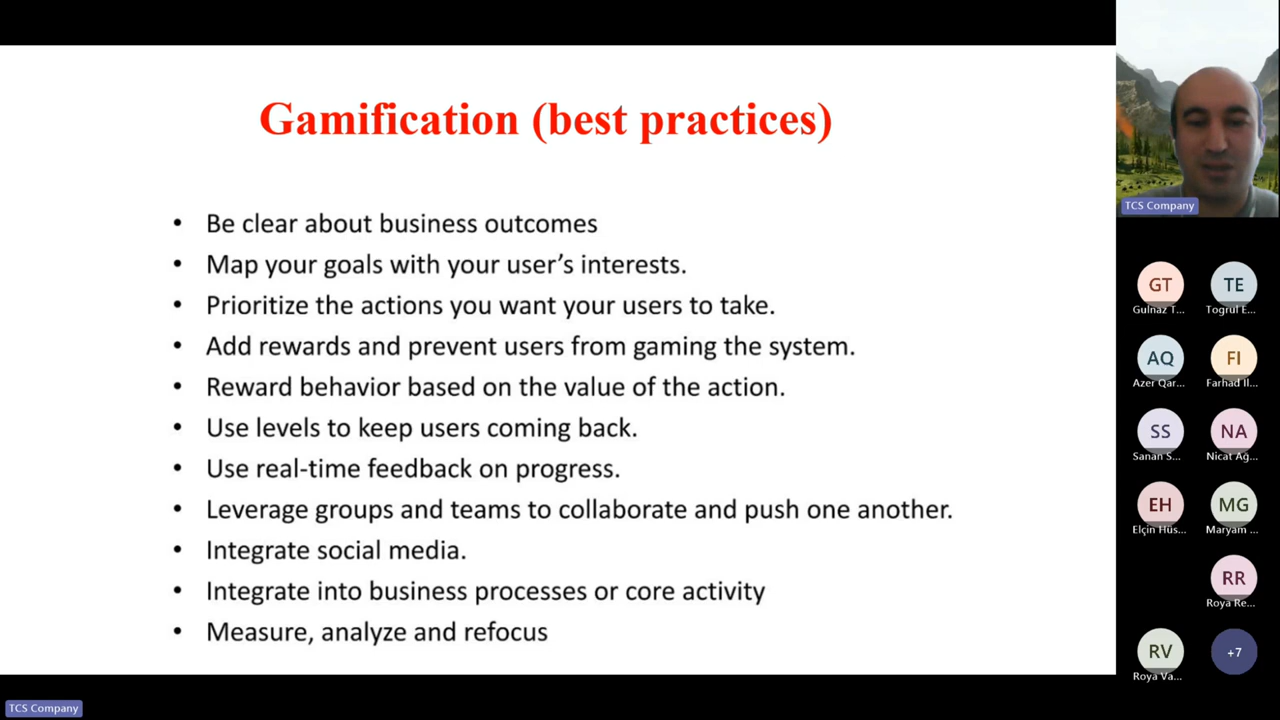 Gamification (best practices)
• Be clear about business outcomes
• Map your goals with your user’s interests.
• Prioritize the actions you want your users to take.
• Add rewards and prevent users from gaming the system.
• Reward behavior based on the value of the action.
• Use levels to keep users coming back.
• Use real-time feedback on progress.
• Leverage groups and teams to collaborate and push one another.
• Integrate social media.
• Integrate into business processes or core activity
• Measure, analyze and refocus
TCS Company
TCS Company
GT
Gulnaz T...
TE
Togrul E...
AQ
Azer Qar...
FI
Farhad Il...
SS
Sanan S...
NA
Nicat Ağ...
EH
Elçin Hüs...
MG
Maryam ...
RR
Roya Re...
RV
Roya Va...
+7